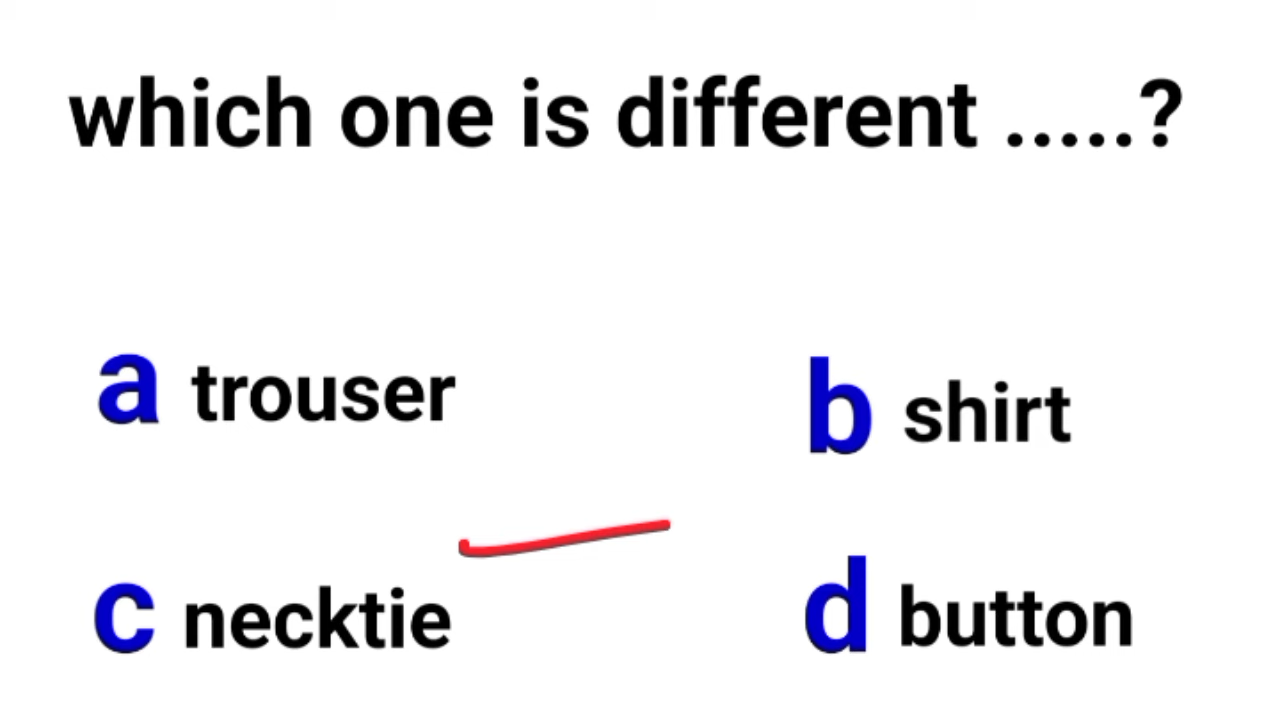 which one is different .....?
a trouser
b shirt
c necktie
d button